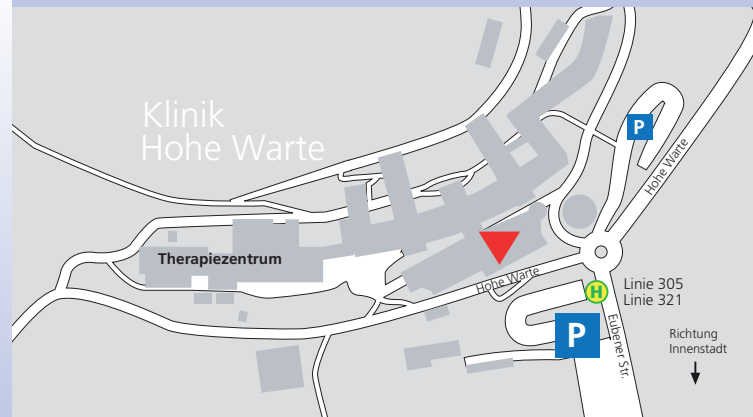 Klinik
Hohe Warte
P
Hohe Warte
Therapiezentrum
Hohe Warte
H
Linie 305
Linie 321
P
Eubener Str.
Richtung
Innenstadt